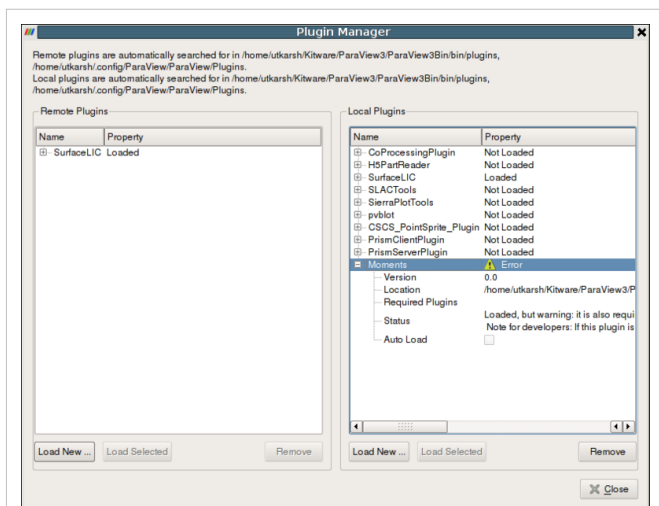 Plugin Manager
Remote plugins are automatically searched for in /home/utkarsh/Kitware/ParaView3/ParaView3Bin/bin/plugins,
/home/utkarsh/.config/ParaView/ParaView/Plugins.
Local plugins are automatically searched for in /home/utkarsh/Kitware/ParaView3/ParaView3Bin/bin/plugins,
/home/utkarsh/.config/ParaView/ParaView/Plugins.
Remote Plugins
Name Property
SurfaceLIC Loaded
Load New ... Load Selected Remove
Local Plugins
Name Property
CoProcessingPlugin Not Loaded
H5PartReader Not Loaded
SurfaceLIC Loaded
SLACTools Not Loaded
SierraPlotTools Not Loaded
pvblot Not Loaded
CSCS_PointSprite_Plugin Not Loaded
PrismClientPlugin Not Loaded
PrismServerPlugin Not Loaded
Moments Error
Version 0.0
Location /home/utkarsh/Kitware/ParaView3/P
Required Plugins
Status Loaded, but warning: it is also requi
Note for developers: If this plugin is
Auto Load
Load New ... Load Selected Remove
Close